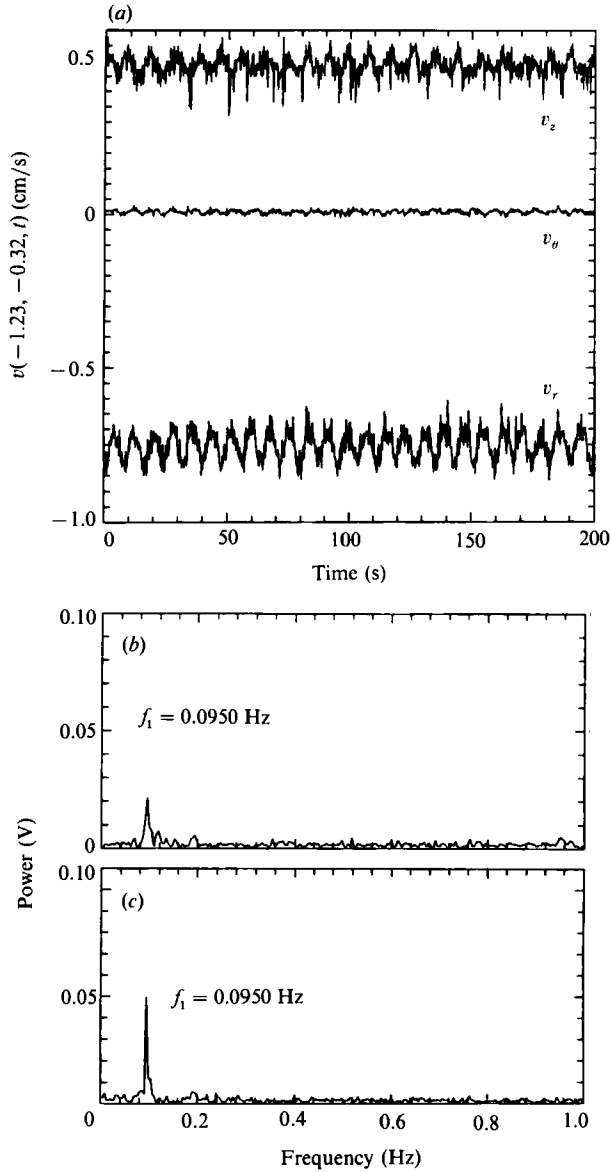 (a)
0.5
0
−0.5
−1.0
v_z
v_θ
v_r
v(−1.23, −0.32, t) (cm/s)
0 50 100 150 200
Time (s)
(b)
0.10
0.05
0
f₁ = 0.0950 Hz
Power (V)
(c)
0.10
0.05
f₁ = 0.0950 Hz
0 0.2 0.4 0.6 0.8 1.0
Frequency (Hz)